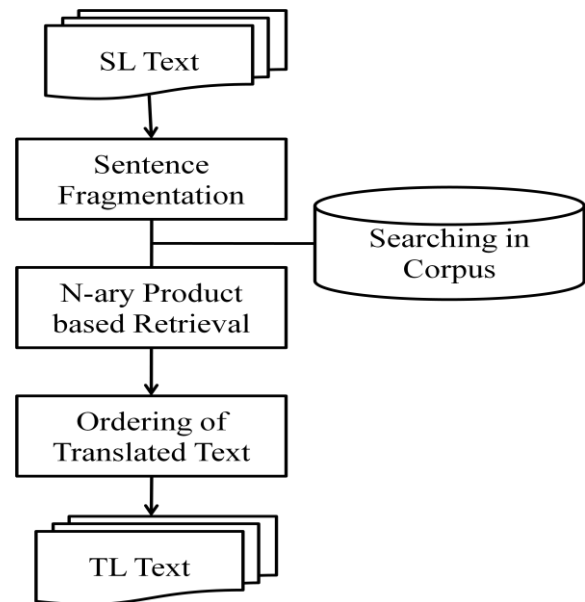 SL Text
Sentence
Fragmentation
Searching in
Corpus
N-ary Product
based Retrieval
Ordering of
Translated Text
TL Text